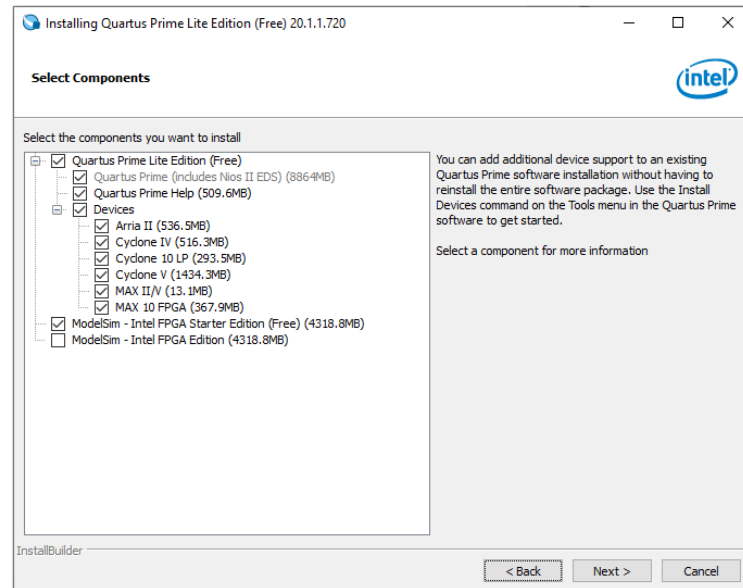 Installing Quartus Prime Lite Edition (Free) 20.1.1.720
Select Components
intel
Select the components you want to install
Quartus Prime Lite Edition (Free)
Quartus Prime (includes Nios II EDS) (8864MB)
Quartus Prime Help (509.6MB)
Devices
Arria II (536.5MB)
Cyclone IV (516.3MB)
Cyclone 10 LP (293.5MB)
Cyclone V (1434.3MB)
MAX II/V (13.1MB)
MAX 10 FPGA (367.9MB)
ModelSim - Intel FPGA Starter Edition (Free) (4318.8MB)
ModelSim - Intel FPGA Edition (4318.8MB)
You can add additional device support to an existing
Quartus Prime software installation without having to
reinstall the entire software package. Use the Install
Devices command on the Tools menu in the Quartus Prime
software to get started.
Select a component for more information
InstallBuilder
< Back
Next >
Cancel